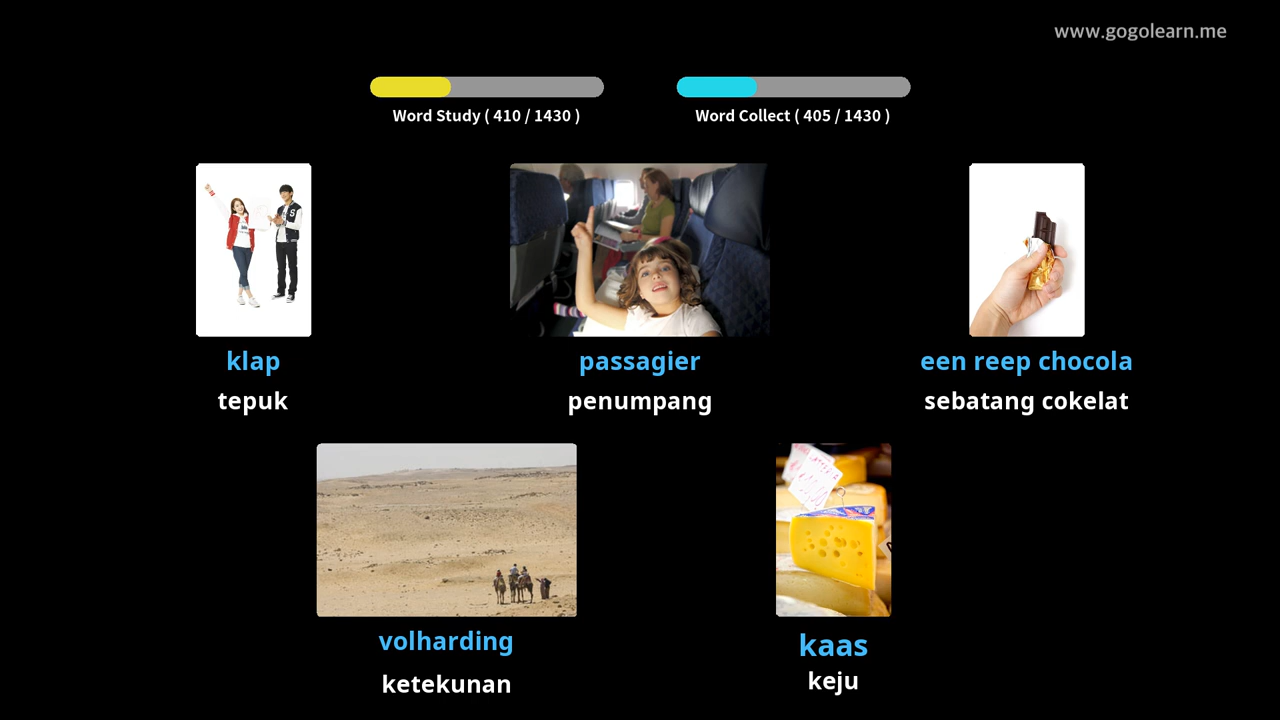 www.gogolearn.me
Word Study ( 410 / 1430 )
Word Collect ( 405 / 1430 )
klap
tepuk
passagier
penumpang
een reep chocola
sebatang cokelat
volharding
ketekunan
kaas
keju